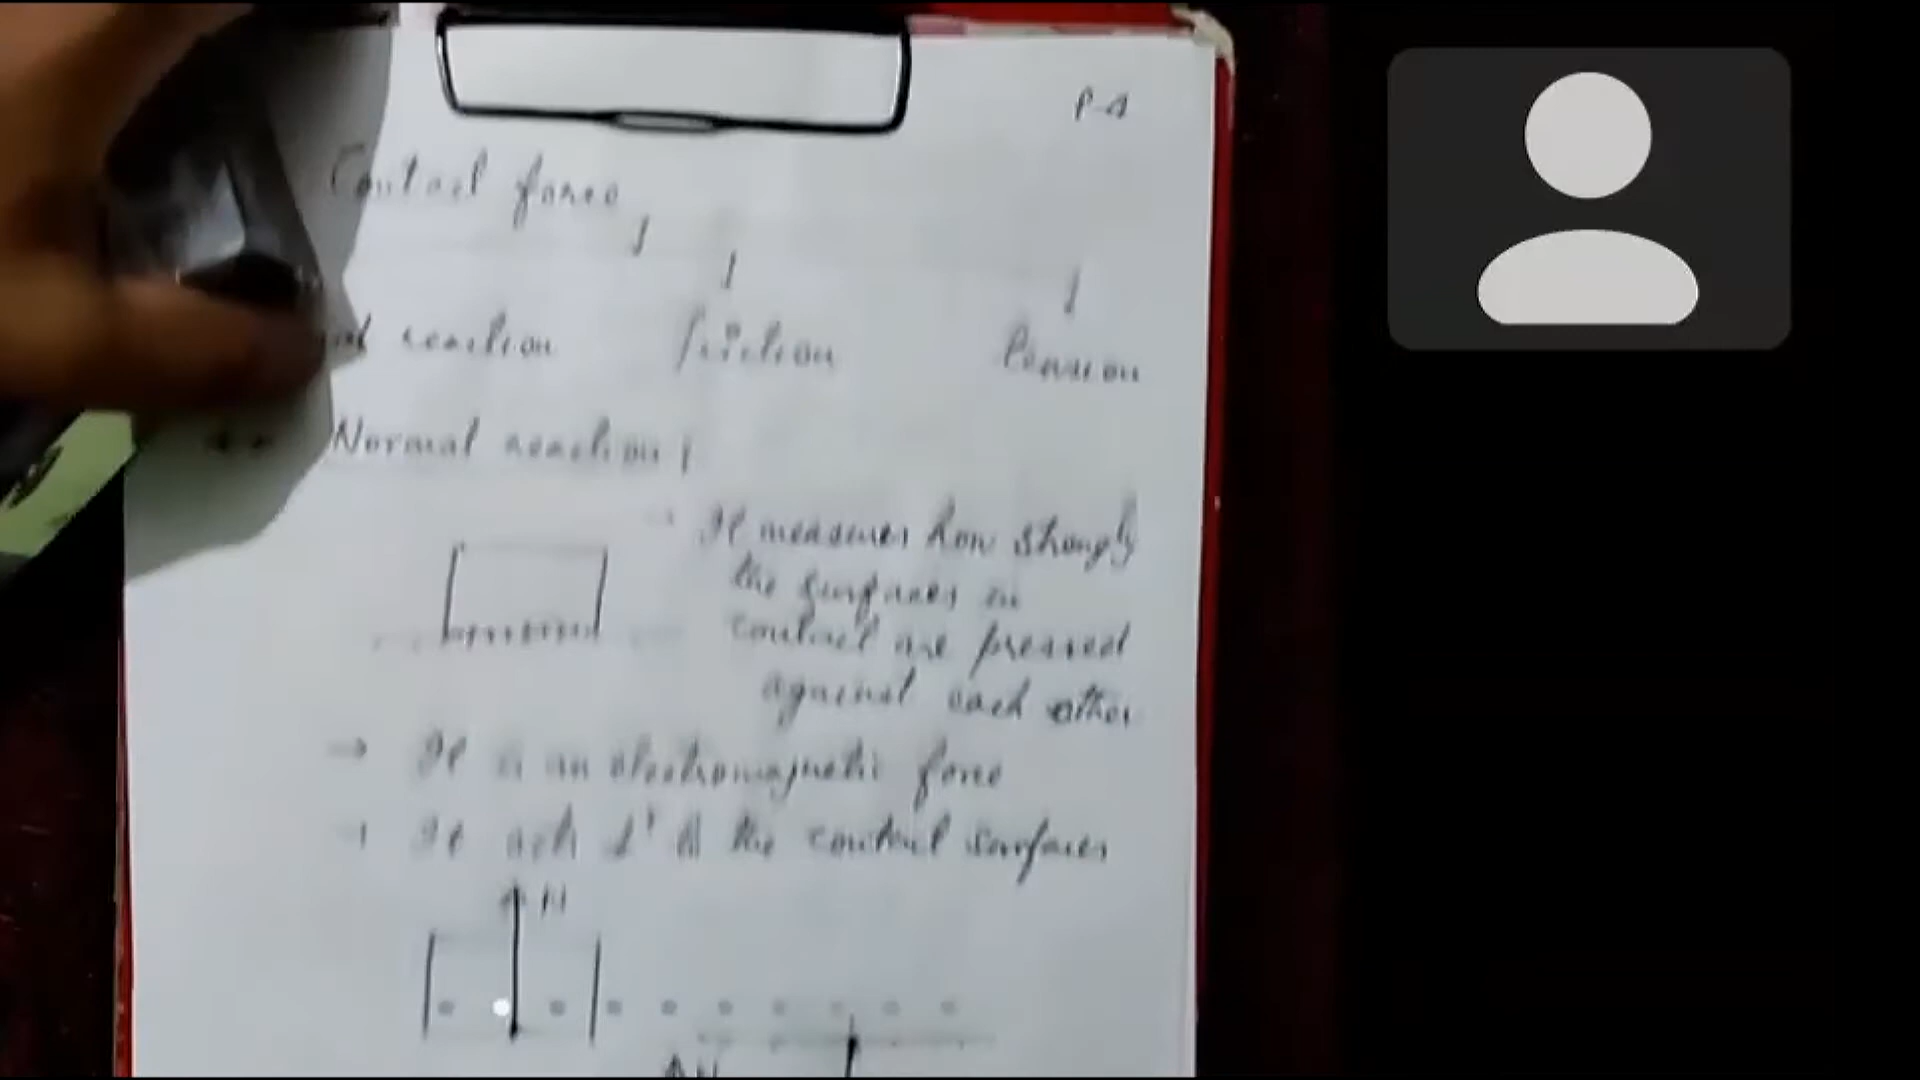 P-1
Contact force,
reaction friction tension
Normal reaction :
→ It measures how strongly
the surfaces in
contact are pressed
against each other
→ It is an electromagnetic force
→ It acts ⊥r to the contact surfaces
N
N